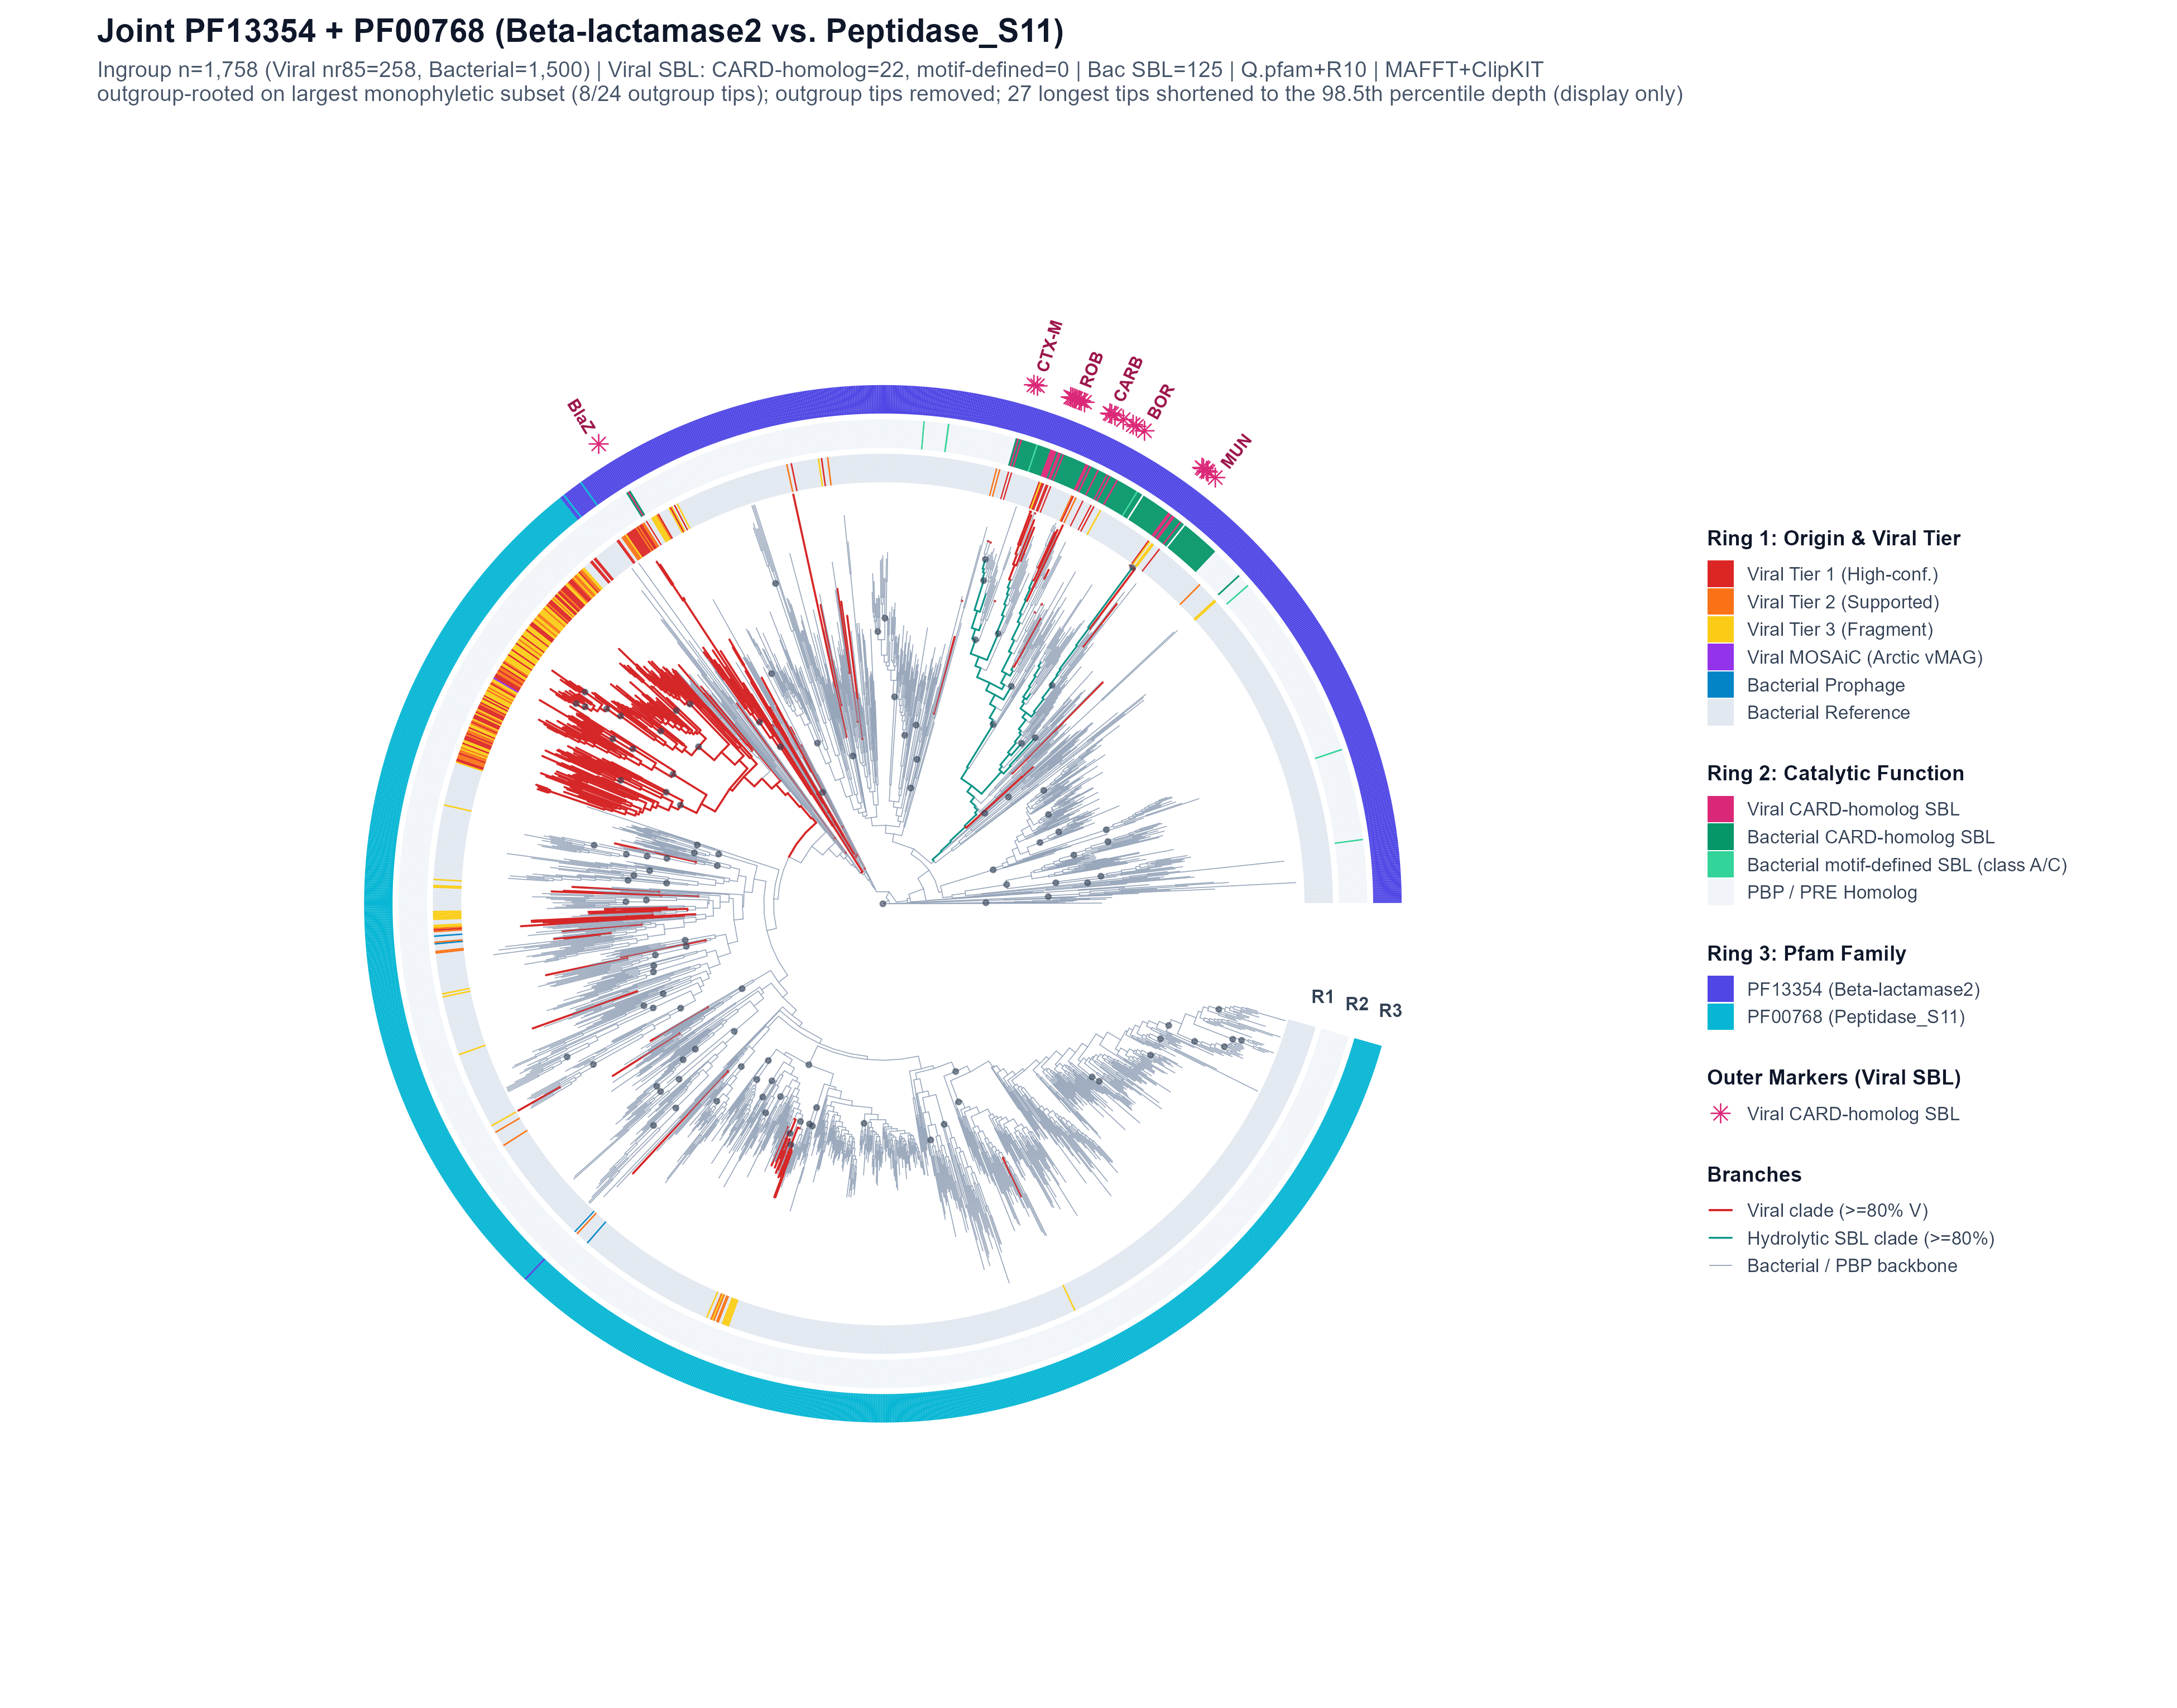 Joint PF13354 + PF00768 (Beta-lactamase2 vs. Peptidase_S11)
Ingroup n=1,758 (Viral nr85=258, Bacterial=1,500) | Viral SBL: CARD-homolog=22, motif-defined=0 | Bac SBL=125 | Q.pfam+R10 | MAFFT+ClipKIT
outgroup-rooted on largest monophyletic subset (8/24 outgroup tips); outgroup tips removed; 27 longest tips shortened to the 98.5th percentile depth (display only)
BlaZ
CTX-M
ROB
CARB
BOR
MUN
R1
R2
R3
Ring 1: Origin & Viral Tier
Viral Tier 1 (High-conf.)
Viral Tier 2 (Supported)
Viral Tier 3 (Fragment)
Viral MOSAiC (Arctic vMAG)
Bacterial Prophage
Bacterial Reference
Ring 2: Catalytic Function
Viral CARD-homolog SBL
Bacterial CARD-homolog SBL
Bacterial motif-defined SBL (class A/C)
PBP / PRE Homolog
Ring 3: Pfam Family
PF13354 (Beta-lactamase2)
PF00768 (Peptidase_S11)
Outer Markers (Viral SBL)
Viral CARD-homolog SBL
Branches
Viral clade (>=80% V)
Hydrolytic SBL clade (>=80%)
Bacterial / PBP backbone